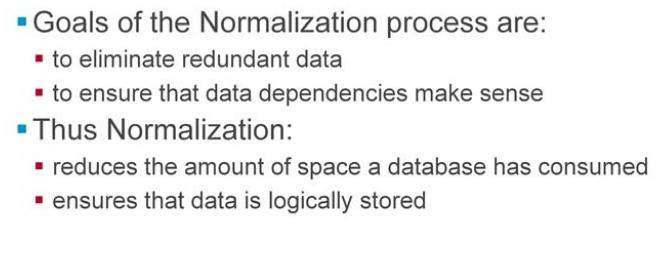 Goals of the Normalization process are:
to eliminate redundant data
to ensure that data dependencies make sense
Thus Normalization:
reduces the amount of space a database has consumed
ensures that data is logically stored